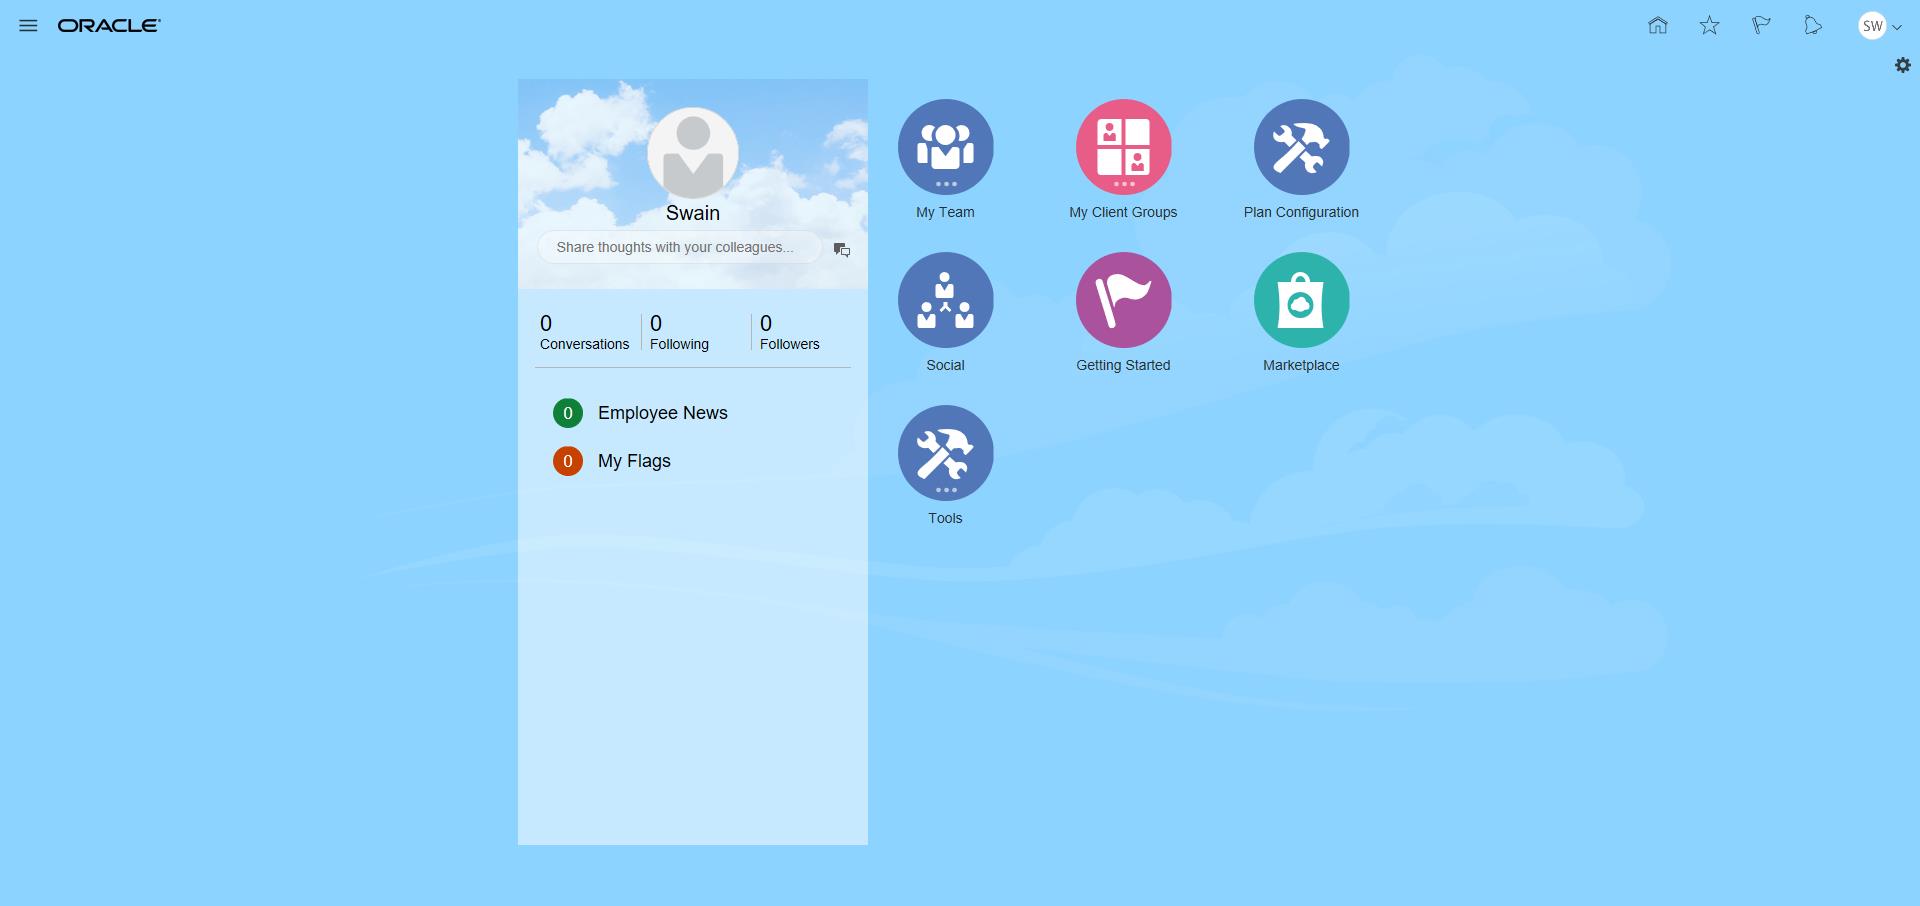 ORACLE
SW
Swain
Share thoughts with your colleagues...
0 0 0
Conversations Following Followers
0 Employee News
0 My Flags
My Team My Client Groups Plan Configuration
Social Getting Started Marketplace
Tools